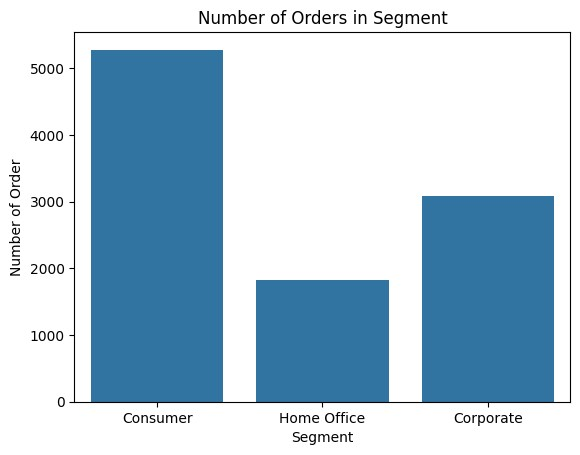 Number of Orders in Segment
Number of Order
5000
4000
3000
2000
1000
0
Consumer
Home Office
Corporate
Segment